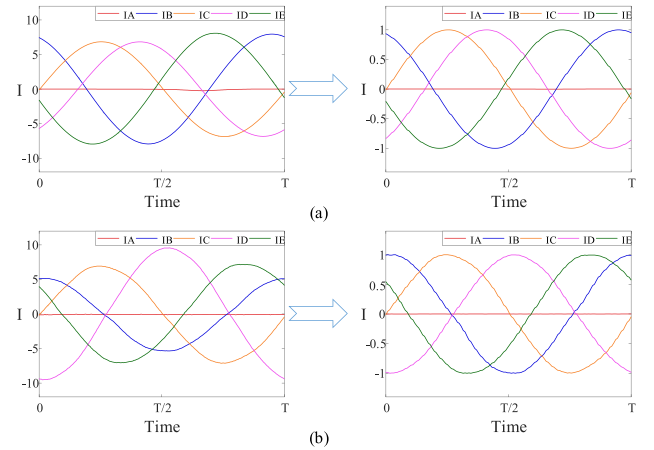 IA IB IC ID IE
IA IB IC ID IE
10
5
I 0
-5
-10
0 T/2 T
Time
1
0.5
I 0
-0.5
-1
0 T/2 T
Time
(a)
IA IB IC ID IE
IA IB IC ID IE
10
5
I 0
-5
-10
0 T/2 T
Time
1
0.5
I 0
-0.5
-1
0 T/2 T
Time
(b)